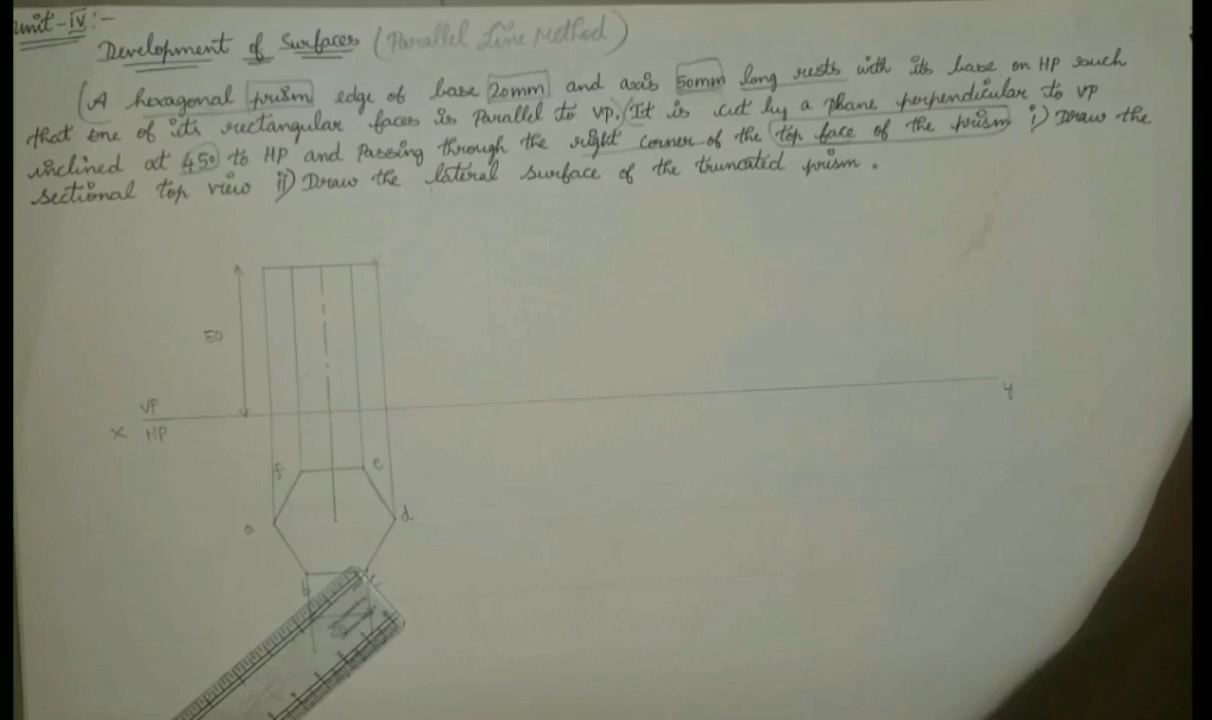 unit-iv:-
Development of Surfaces (Parallel Line Method)
(A hexagonal prism edge of base 20mm and axis 50mm long rests with its base on HP such
that one of its rectangular faces is Parallel to VP. (It is cut by a plane perpendicular to VP
inclined at 45° to HP and Passing through the right corner of the top face of the prism i) Draw the
sectional top view ii) Draw the lateral surface of the truncated prism.
50
VP
X HP
y
f e
a d
b c